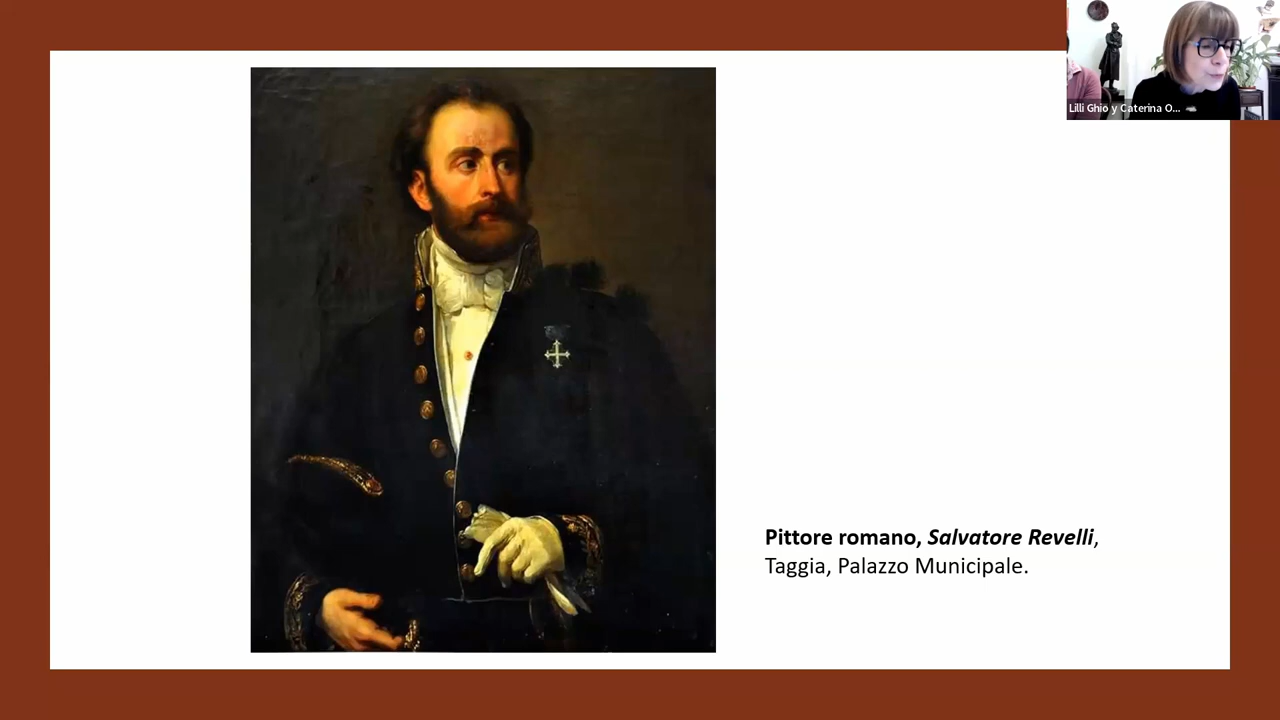 Lilli Ghio y Caterina O...
Pittore romano, Salvatore Revelli,
Taggia, Palazzo Municipale.